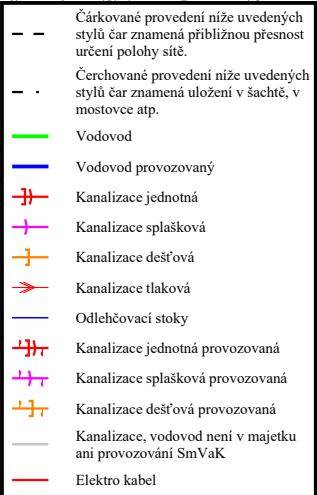 Čárkované provedení níže uvedených
stylů čar znamená přibližnou přesnost
určení polohy sítě.
Čerchované provedení níže uvedených
stylů čar znamená uložení v šachtě, v
mostovce atp.
Vodovod
Vodovod provozovaný
Kanalizace jednotná
Kanalizace splašková
Kanalizace dešťová
Kanalizace tlaková
Odlehčovací stoky
Kanalizace jednotná provozovaná
Kanalizace splašková provozovaná
Kanalizace dešťová provozovaná
Kanalizace, vodovod není v majetku
ani provozování SmVaK
Elektro kabel